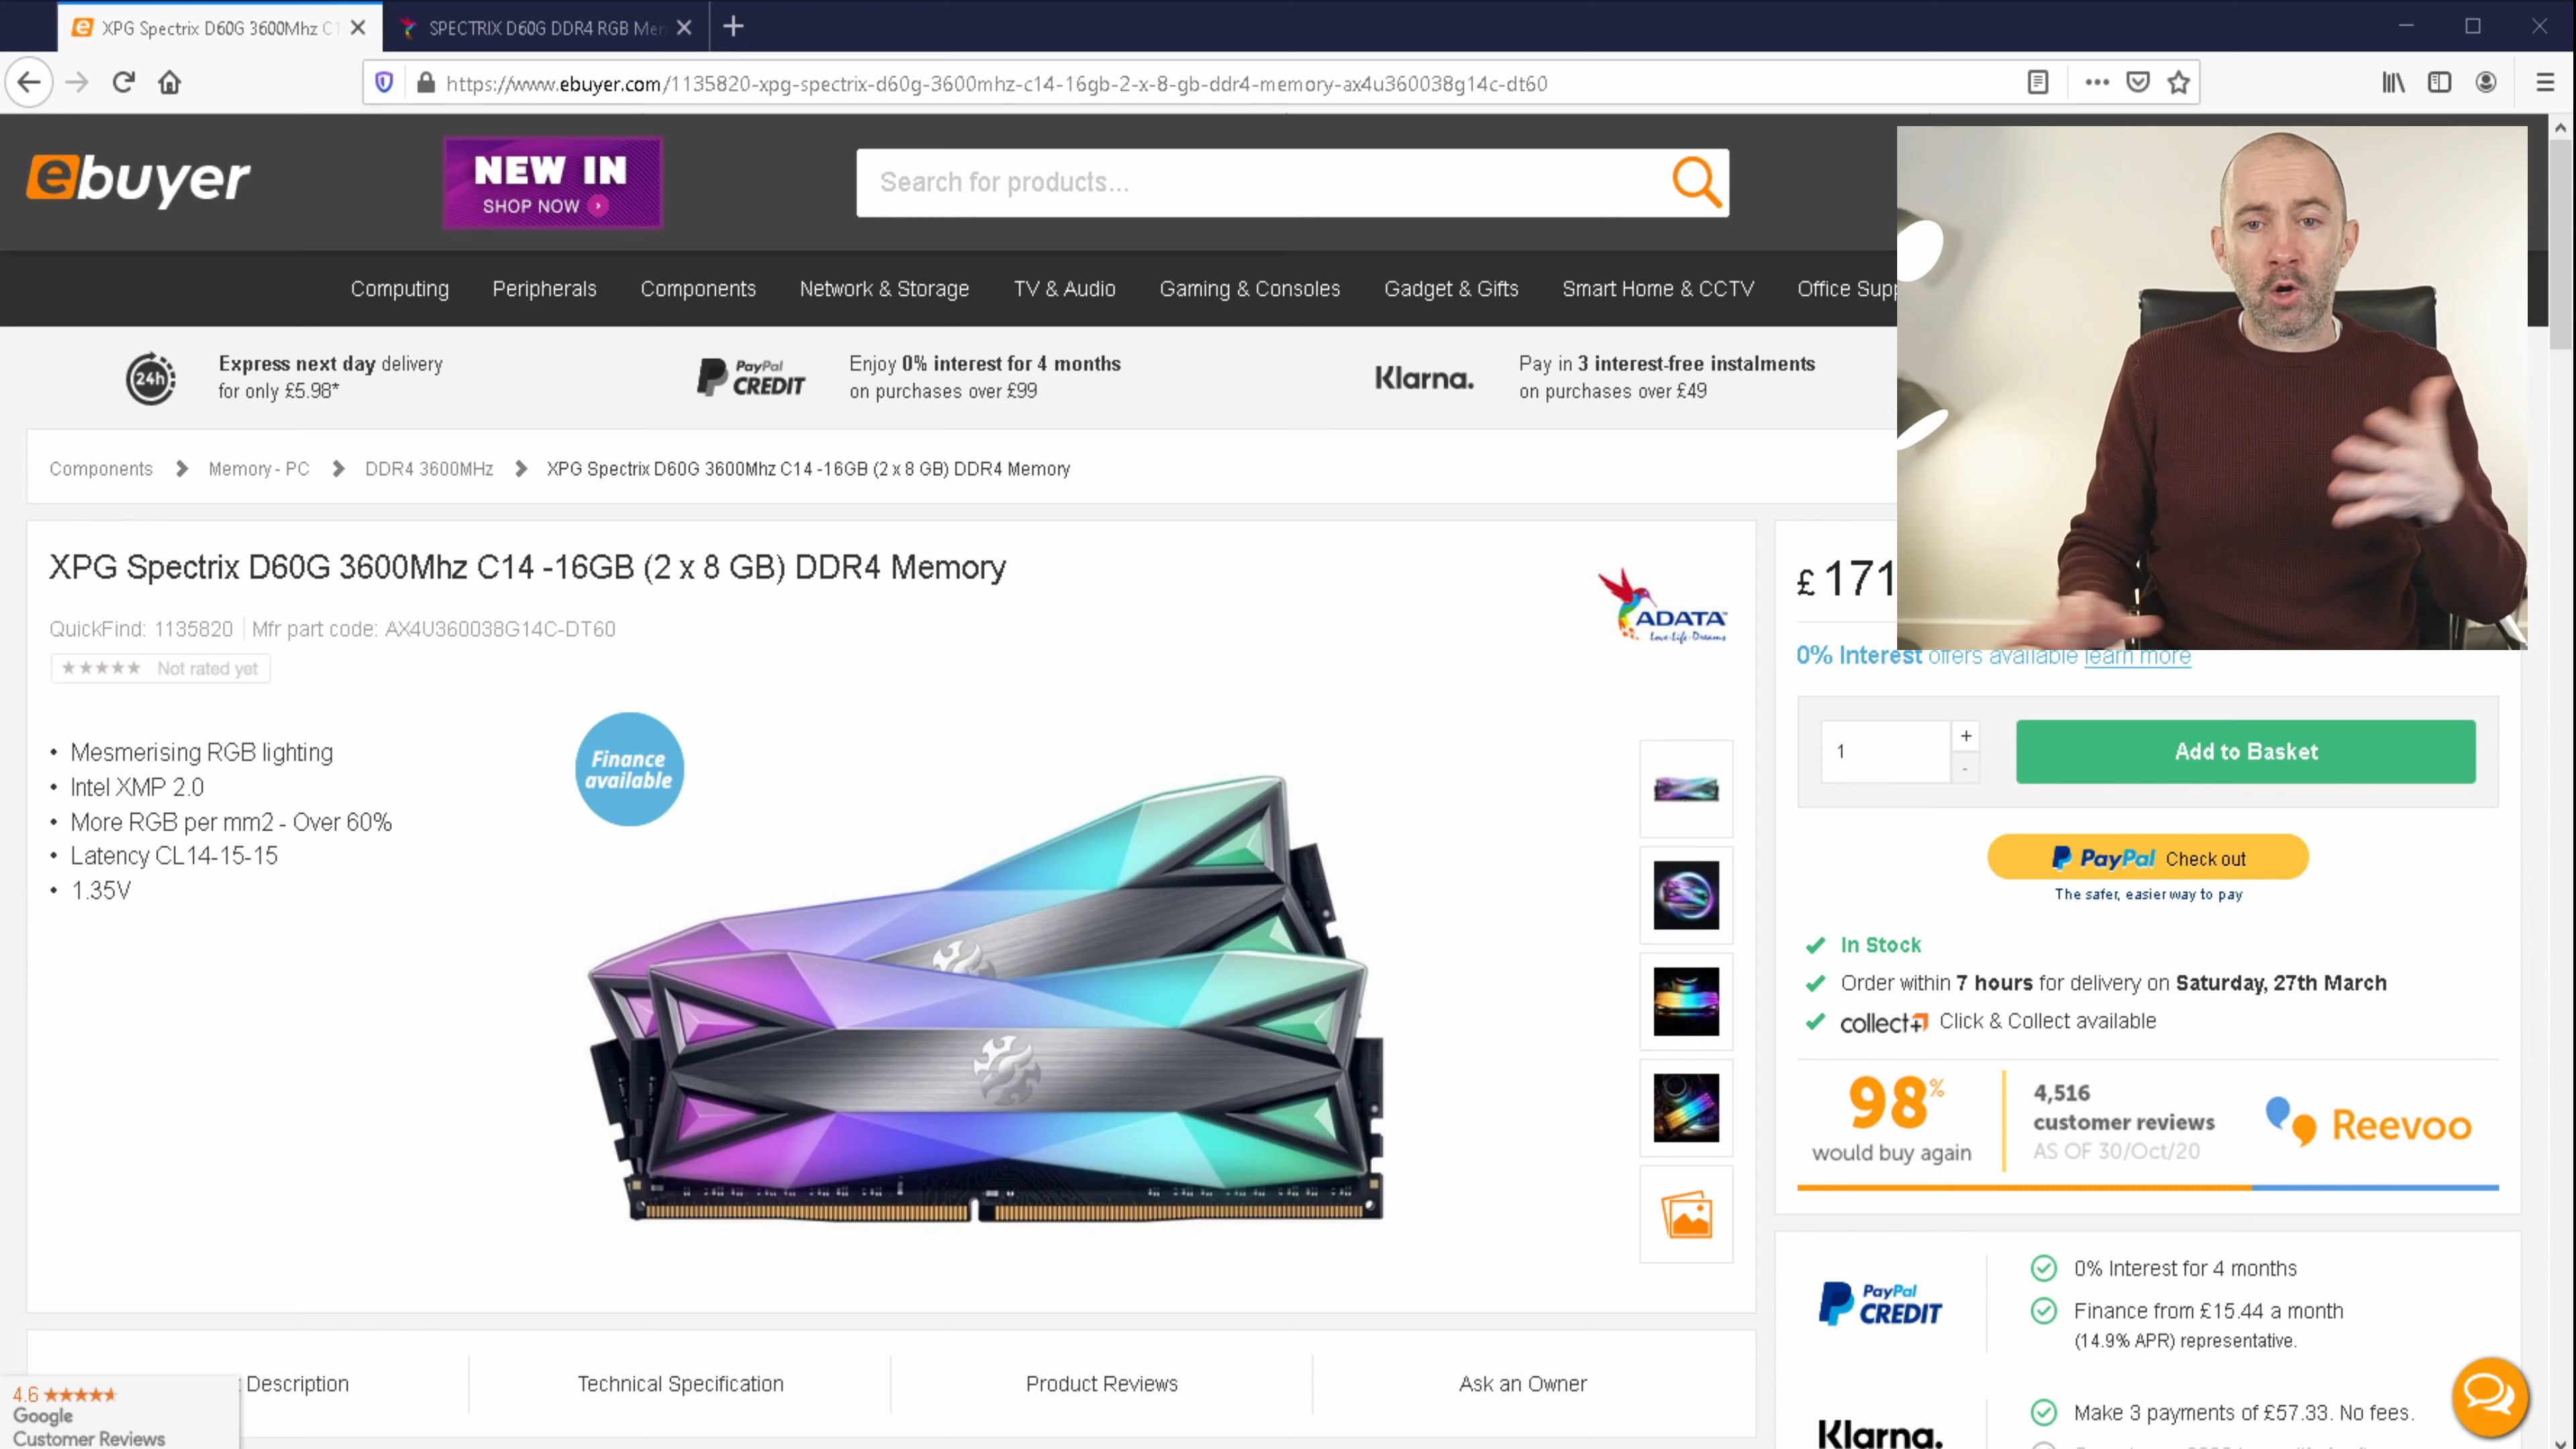 XPG Spectrix D60G 3600Mhz C1
SPECTRIX D60G DDR4 RGB Mem
https://www.ebuyer.com/1135820-xpg-spectrix-d60g-3600mhz-c14-16gb-2-x-8-gb-ddr4-memory-ax4u360038g14c-dt60
ebuyer
NEW IN
SHOP NOW
Search for products...
Computing Peripherals Components Network & Storage TV & Audio Gaming & Consoles Gadget & Gifts Smart Home & CCTV Office Supp
24h
Express next day delivery
for only £5.98*
PayPal
CREDIT
Enjoy 0% interest for 4 months
on purchases over £99
Klarna.
Pay in 3 interest-free instalments
on purchases over £49
Components Memory - PC DDR4 3600MHz XPG Spectrix D60G 3600Mhz C14 -16GB (2 x 8 GB) DDR4 Memory
XPG Spectrix D60G 3600Mhz C14 -16GB (2 x 8 GB) DDR4 Memory
QuickFind: 1135820 Mfr part code: AX4U360038G14C-DT60
★★★★★ Not rated yet
ADATA™
Love·Life·Dreams
£171
0% Interest offers available learn more
• Mesmerising RGB lighting
• Intel XMP 2.0
• More RGB per mm2 - Over 60%
• Latency CL14-15-15
• 1.35V
Finance
available
1
+
-
Add to Basket
PayPal Check out
The safer, easier way to pay
In Stock
Order within 7 hours for delivery on Saturday, 27th March
collect+ Click & Collect available
98%
would buy again
4,516
customer reviews
AS OF 30/Oct/20
Reevoo
PayPal
CREDIT
0% Interest for 4 months
Finance from £15.44 a month
(14.9% APR) representative.
Klarna.
Make 3 payments of £57.33. No fees.
Description Technical Specification Product Reviews Ask an Owner
4.6 ★★★★★
Google
Customer Reviews